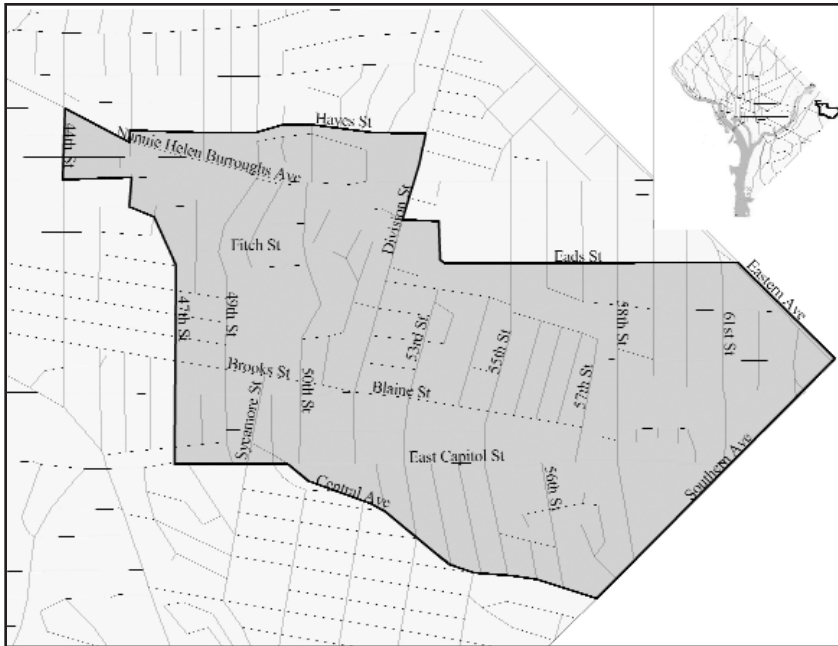 Hayes St
44th St
Nannie Helen Burroughs Ave
Division St
Fitch St
Eads St
Eastern Ave
47th St
49th St
53rd St
55th St
58th St
61st St
Brooks St
50th St
Blaine St
57th St
Sycamore St
East Capitol St
Central Ave
56th St
Southern Ave